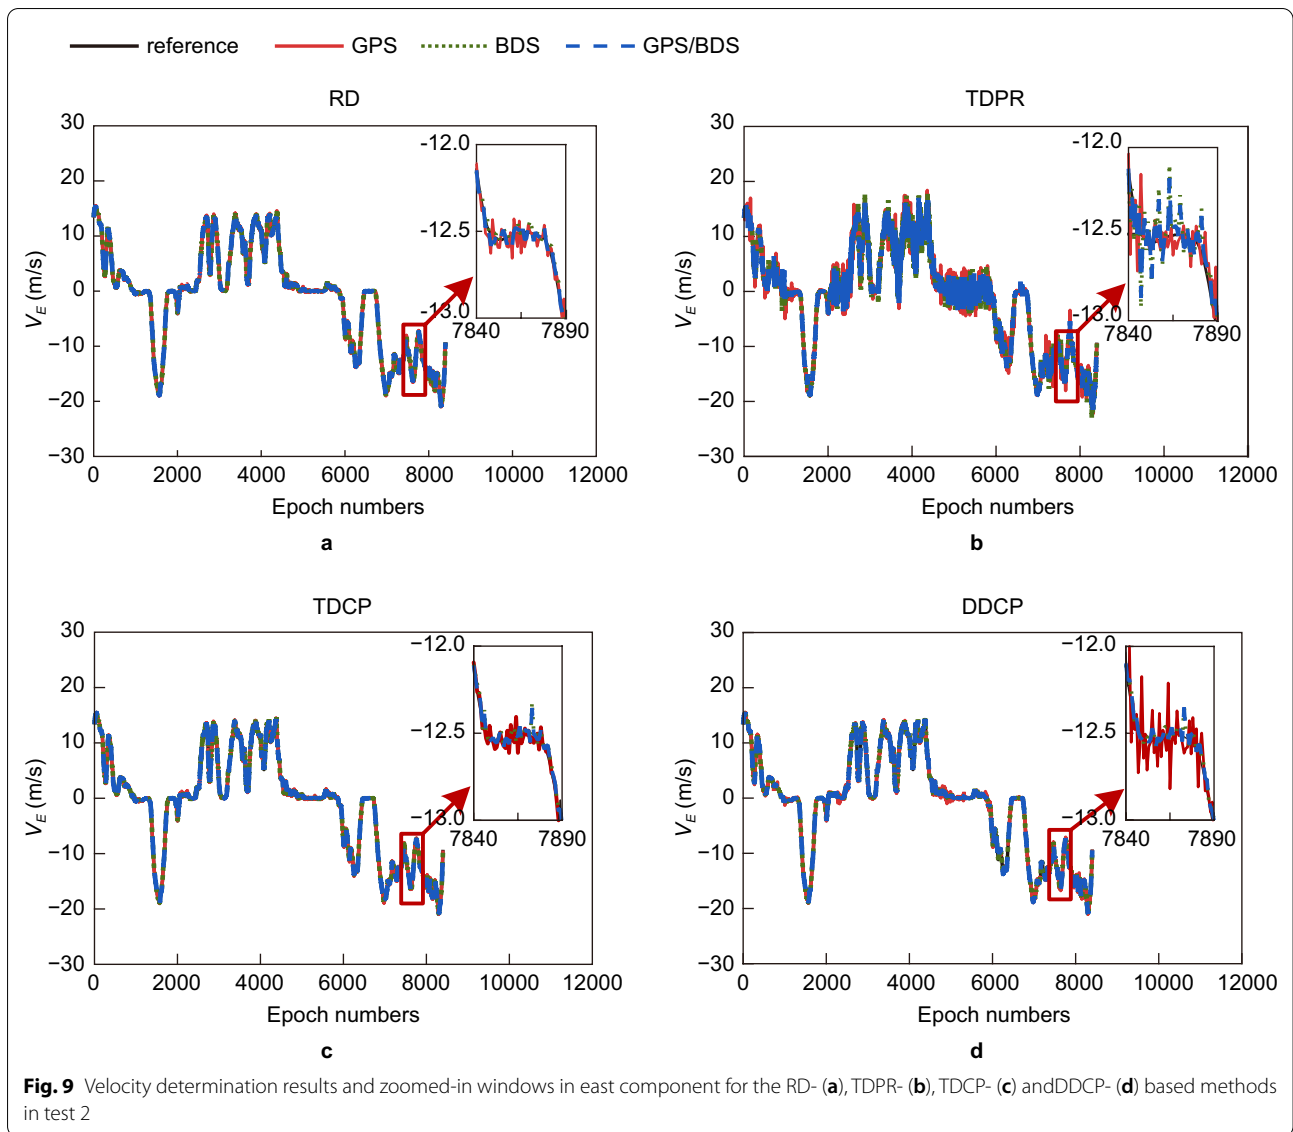 reference GPS BDS GPS/BDS
RD
30
20
10
0
−10
−20
−30
V_E (m/s)
-12.0
-12.5
-13.0
7840 7890
0 2000 4000 6000 8000 10000 12000
Epoch numbers
a
TDPR
30
20
10
0
−10
−20
−30
V_E (m/s)
-12.0
-12.5
-13.0
7840 7890
0 2000 4000 6000 8000 10000 12000
Epoch numbers
b
TDCP
30
20
10
0
−10
−20
−30
V_E (m/s)
−12.0
−12.5
−13.0
7840 7890
0 2000 4000 6000 8000 10000 12000
Epoch numbers
c
DDCP
30
20
10
0
−10
−20
−30
V_E (m/s)
−12.0
−12.5
−13.0
7840 7890
0 2000 4000 6000 8000 10000 12000
Epoch numbers
d
Fig. 9 Velocity determination results and zoomed-in windows in east component for the RD- (a), TDPR- (b), TDCP- (c) andDDCP- (d) based methods
in test 2